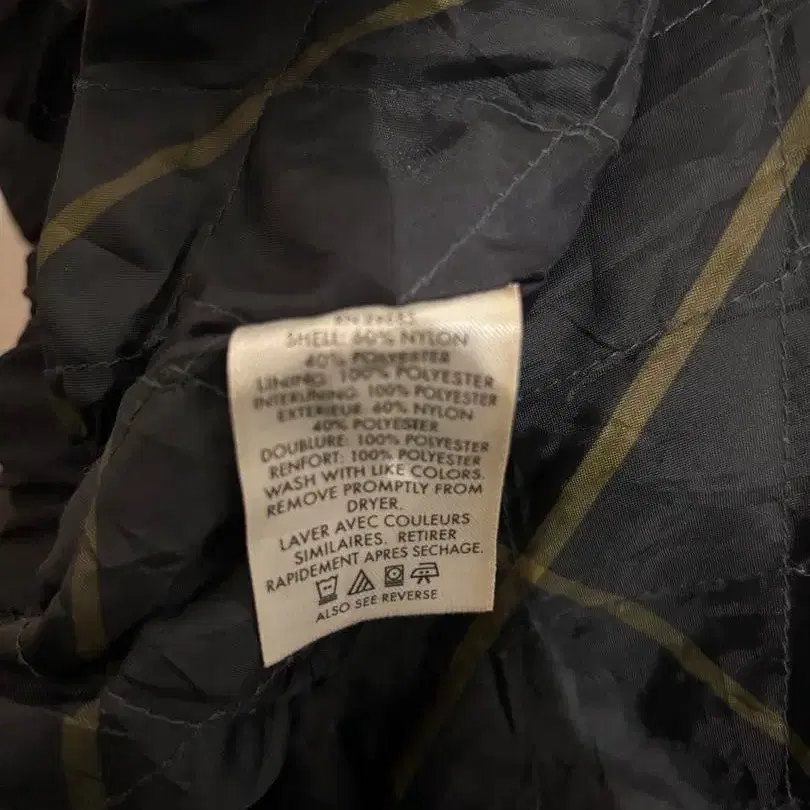 SHELL: 60% NYLON
40% POLYESTER
LINING: 100% POLYESTER
INTERLINING: 100% POLYESTER
EXTERIEUR: 60% NYLON
40% POLYESTER
DOUBLURE: 100% POLYESTER
RENFORT: 100% POLYESTER
WASH WITH LIKE COLORS.
REMOVE PROMPTLY FROM
DRYER.
LAVER AVEC COULEURS
SIMILAIRES. RETIRER
RAPIDEMENT APRES SECHAGE.
ALSO SEE REVERSE